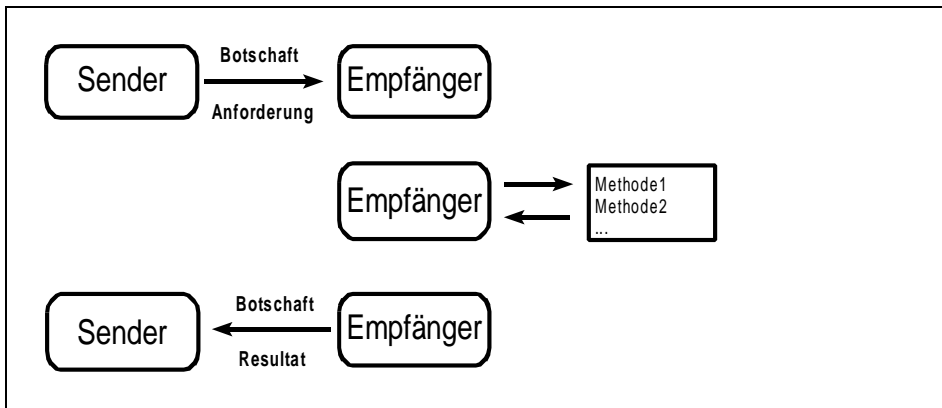 Botschaft
Sender
Empfänger
Anforderung
Empfänger
Methode1
Methode2
...
Botschaft
Sender
Empfänger
Resultat